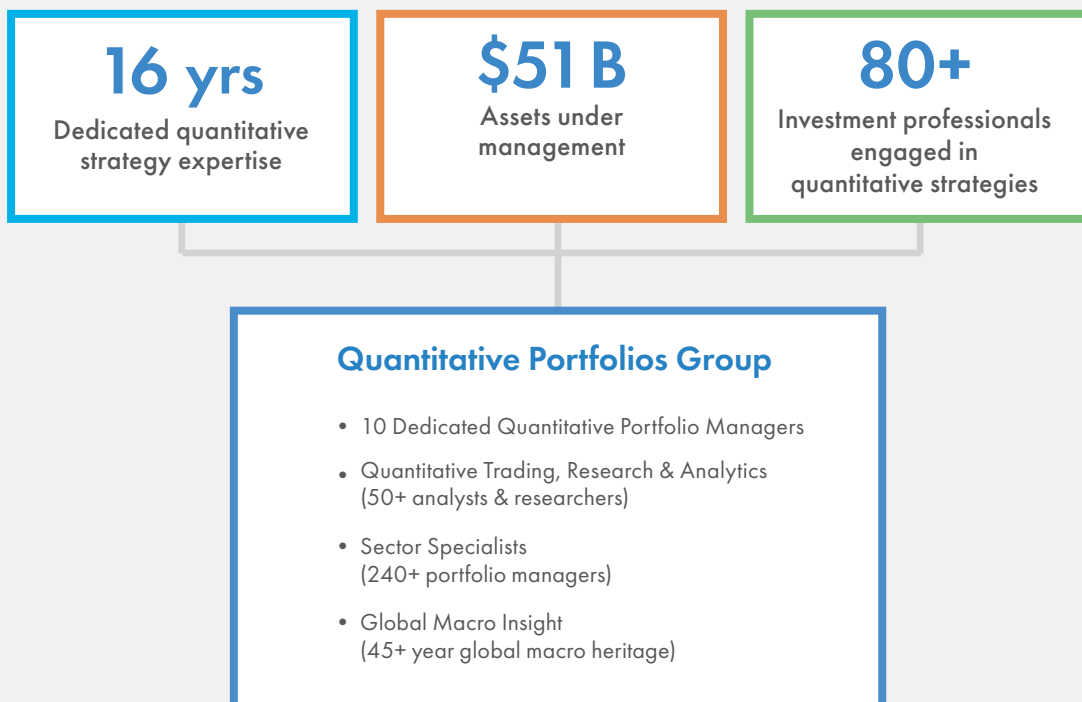 16 yrs
Dedicated quantitative
strategy expertise
$51 B
Assets under
management
80+
Investment professionals
engaged in
quantitative strategies
Quantitative Portfolios Group
• 10 Dedicated Quantitative Portfolio Managers
• Quantitative Trading, Research & Analytics
(50+ analysts & researchers)
• Sector Specialists
(240+ portfolio managers)
• Global Macro Insight
(45+ year global macro heritage)